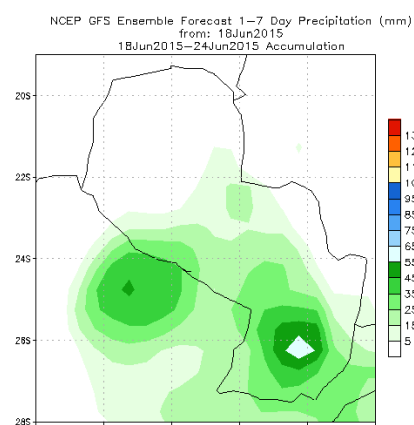 NCEP GFS Ensemble Forecast 1–7 Day Precipitation (mm)
from: 18Jun2015
18Jun2015–24Jun2015 Accumulation
20S
22S
24S
26S
28S
95
85
75
65
55
45
35
25
15
5